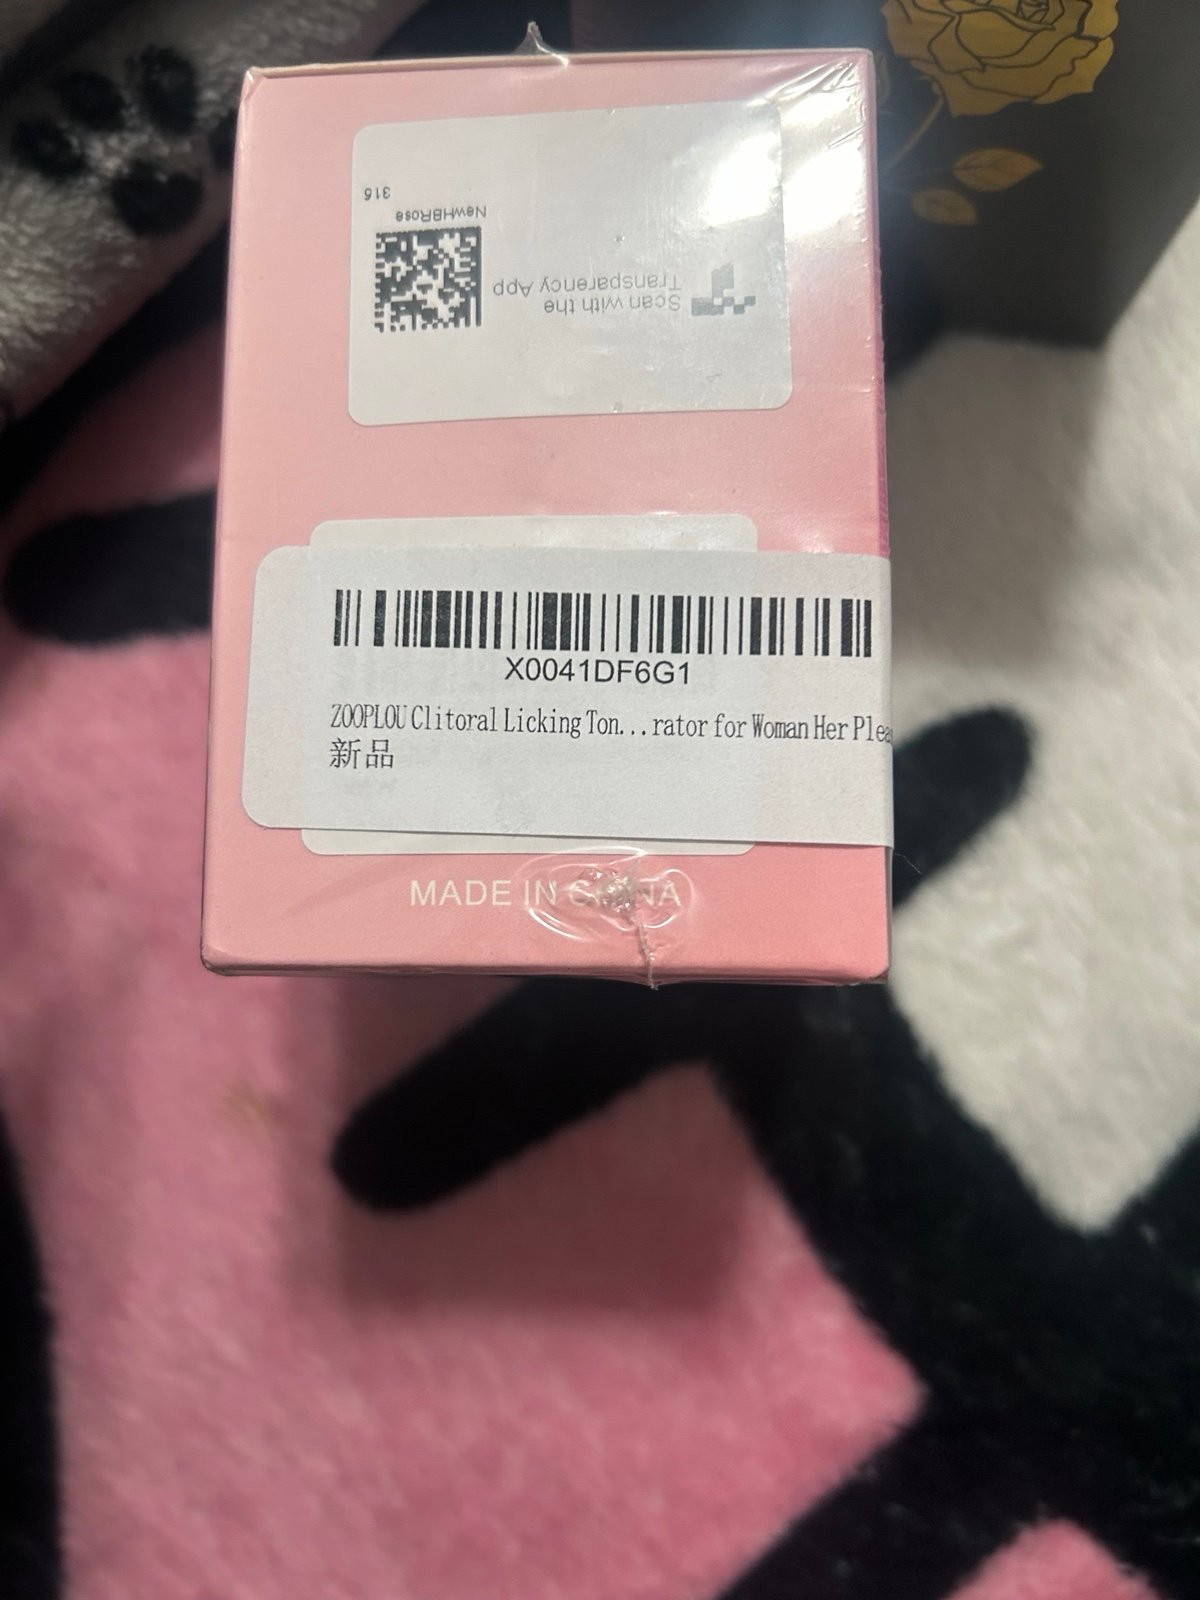 315
NewHBRose
Scan with the
Transparency App
X0041DF6G1
ZOOPLOU Clitoral Licking Ton...rator for Woman Her Plea
新品
MADE IN CHINA